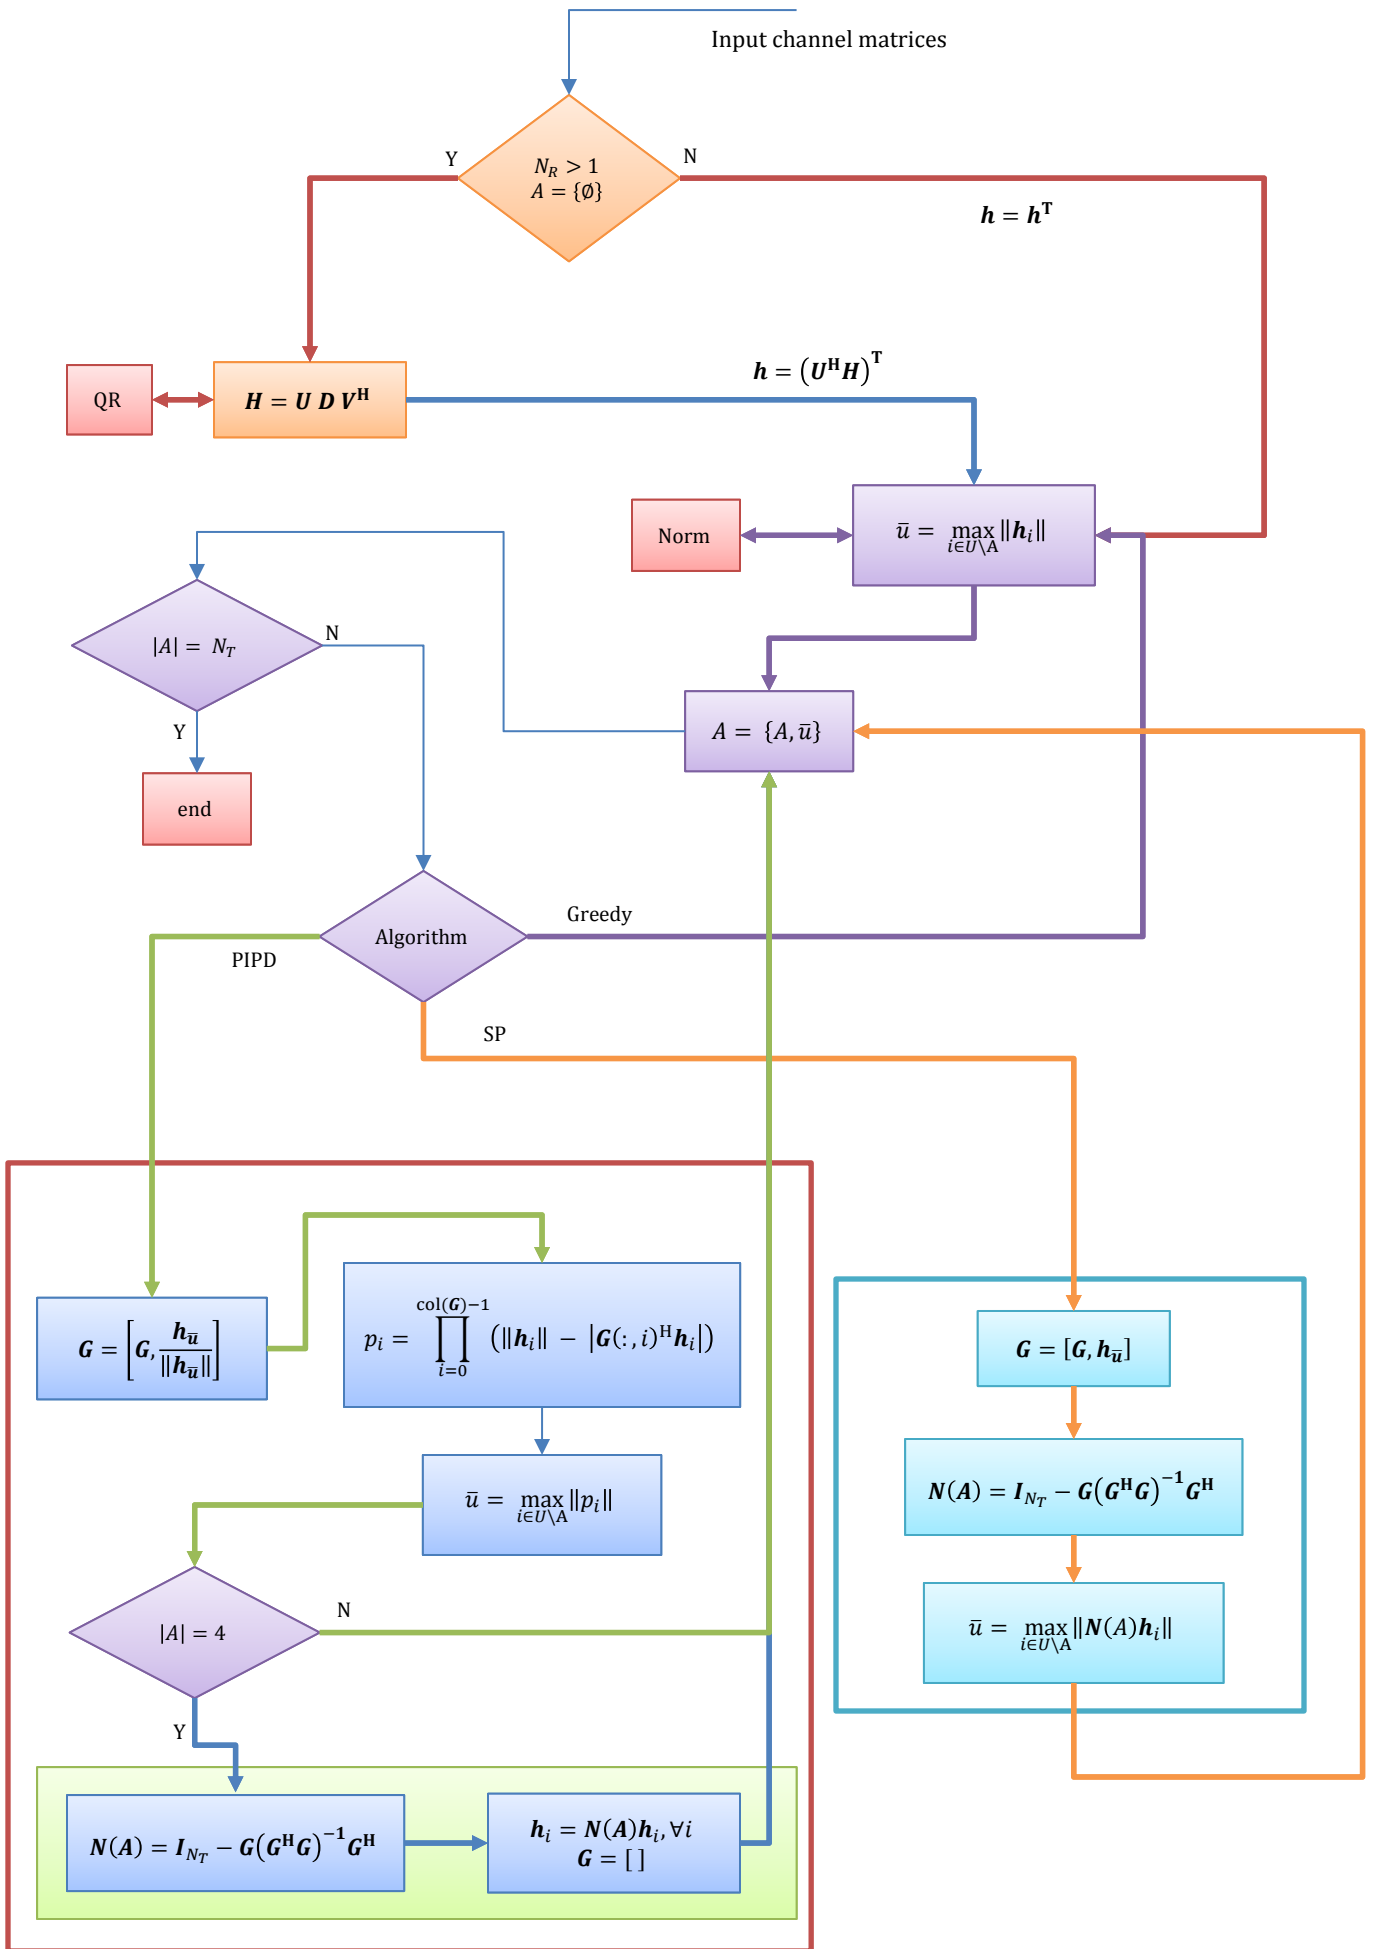 Input channel matrices
Y
N
N_R > 1
A = {∅}
h = h^T
QR
H = U D V^H
h = (U^H H)^T
Norm
ū = max_{i∈U\A} ‖h_i‖
|A| = N_T
N
Y
A = {A, ū}
end
Algorithm
Greedy
PIPD
SP
G = [G, h_ū / ‖h_ū‖]
p_i = ∏_{i=0}^{col(G)−1} (‖h_i‖ − |G(:, i)^H h_i|)
G = [G, h_ū]
N(A) = I_{N_T} − G(G^H G)^{−1} G^H
ū = max_{i∈U\A} ‖p_i‖
ū = max_{i∈U\A} ‖N(A)h_i‖
|A| = 4
N
Y
N(A) = I_{N_T} − G(G^H G)^{−1} G^H
h_i = N(A)h_i, ∀i
G = [ ]